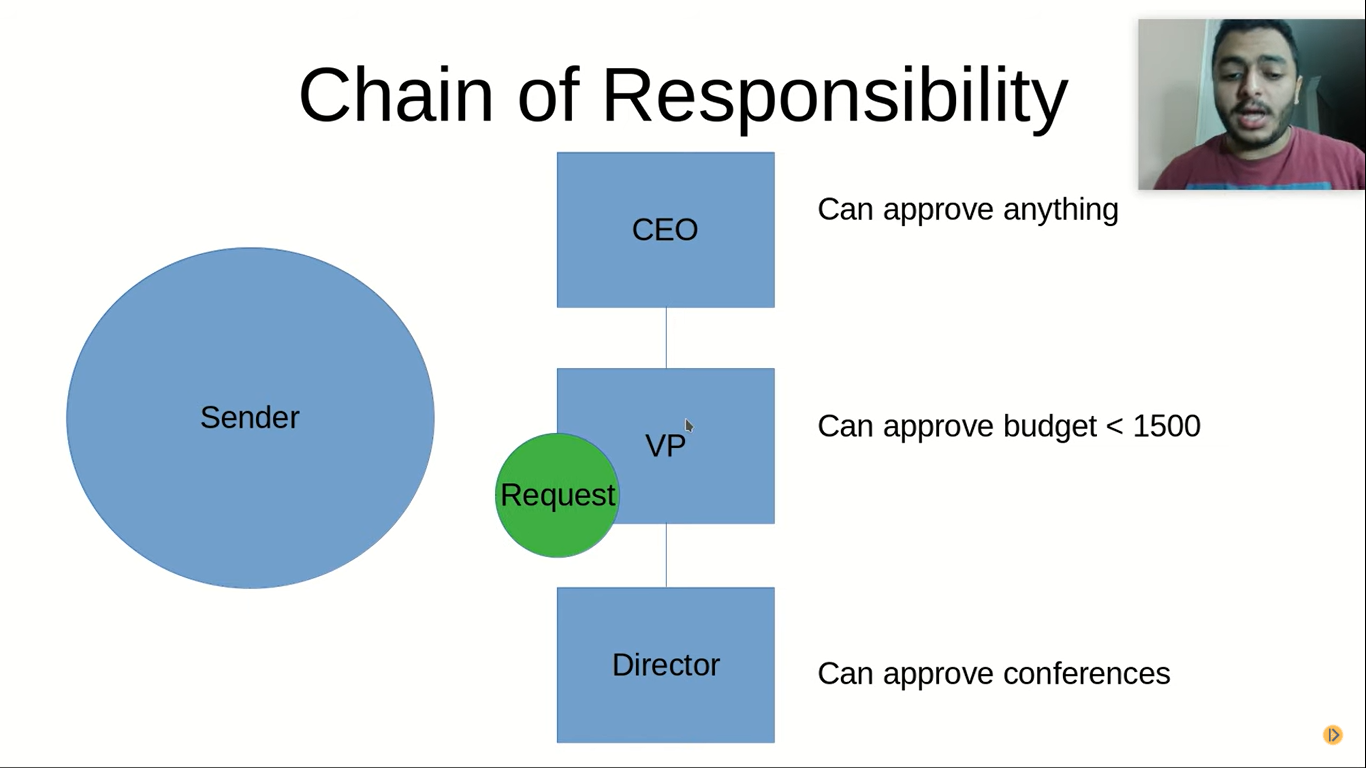 Chain of Responsibility
CEO
Can approve anything
Sender
VP
Can approve budget < 1500
Request
Director
Can approve conferences